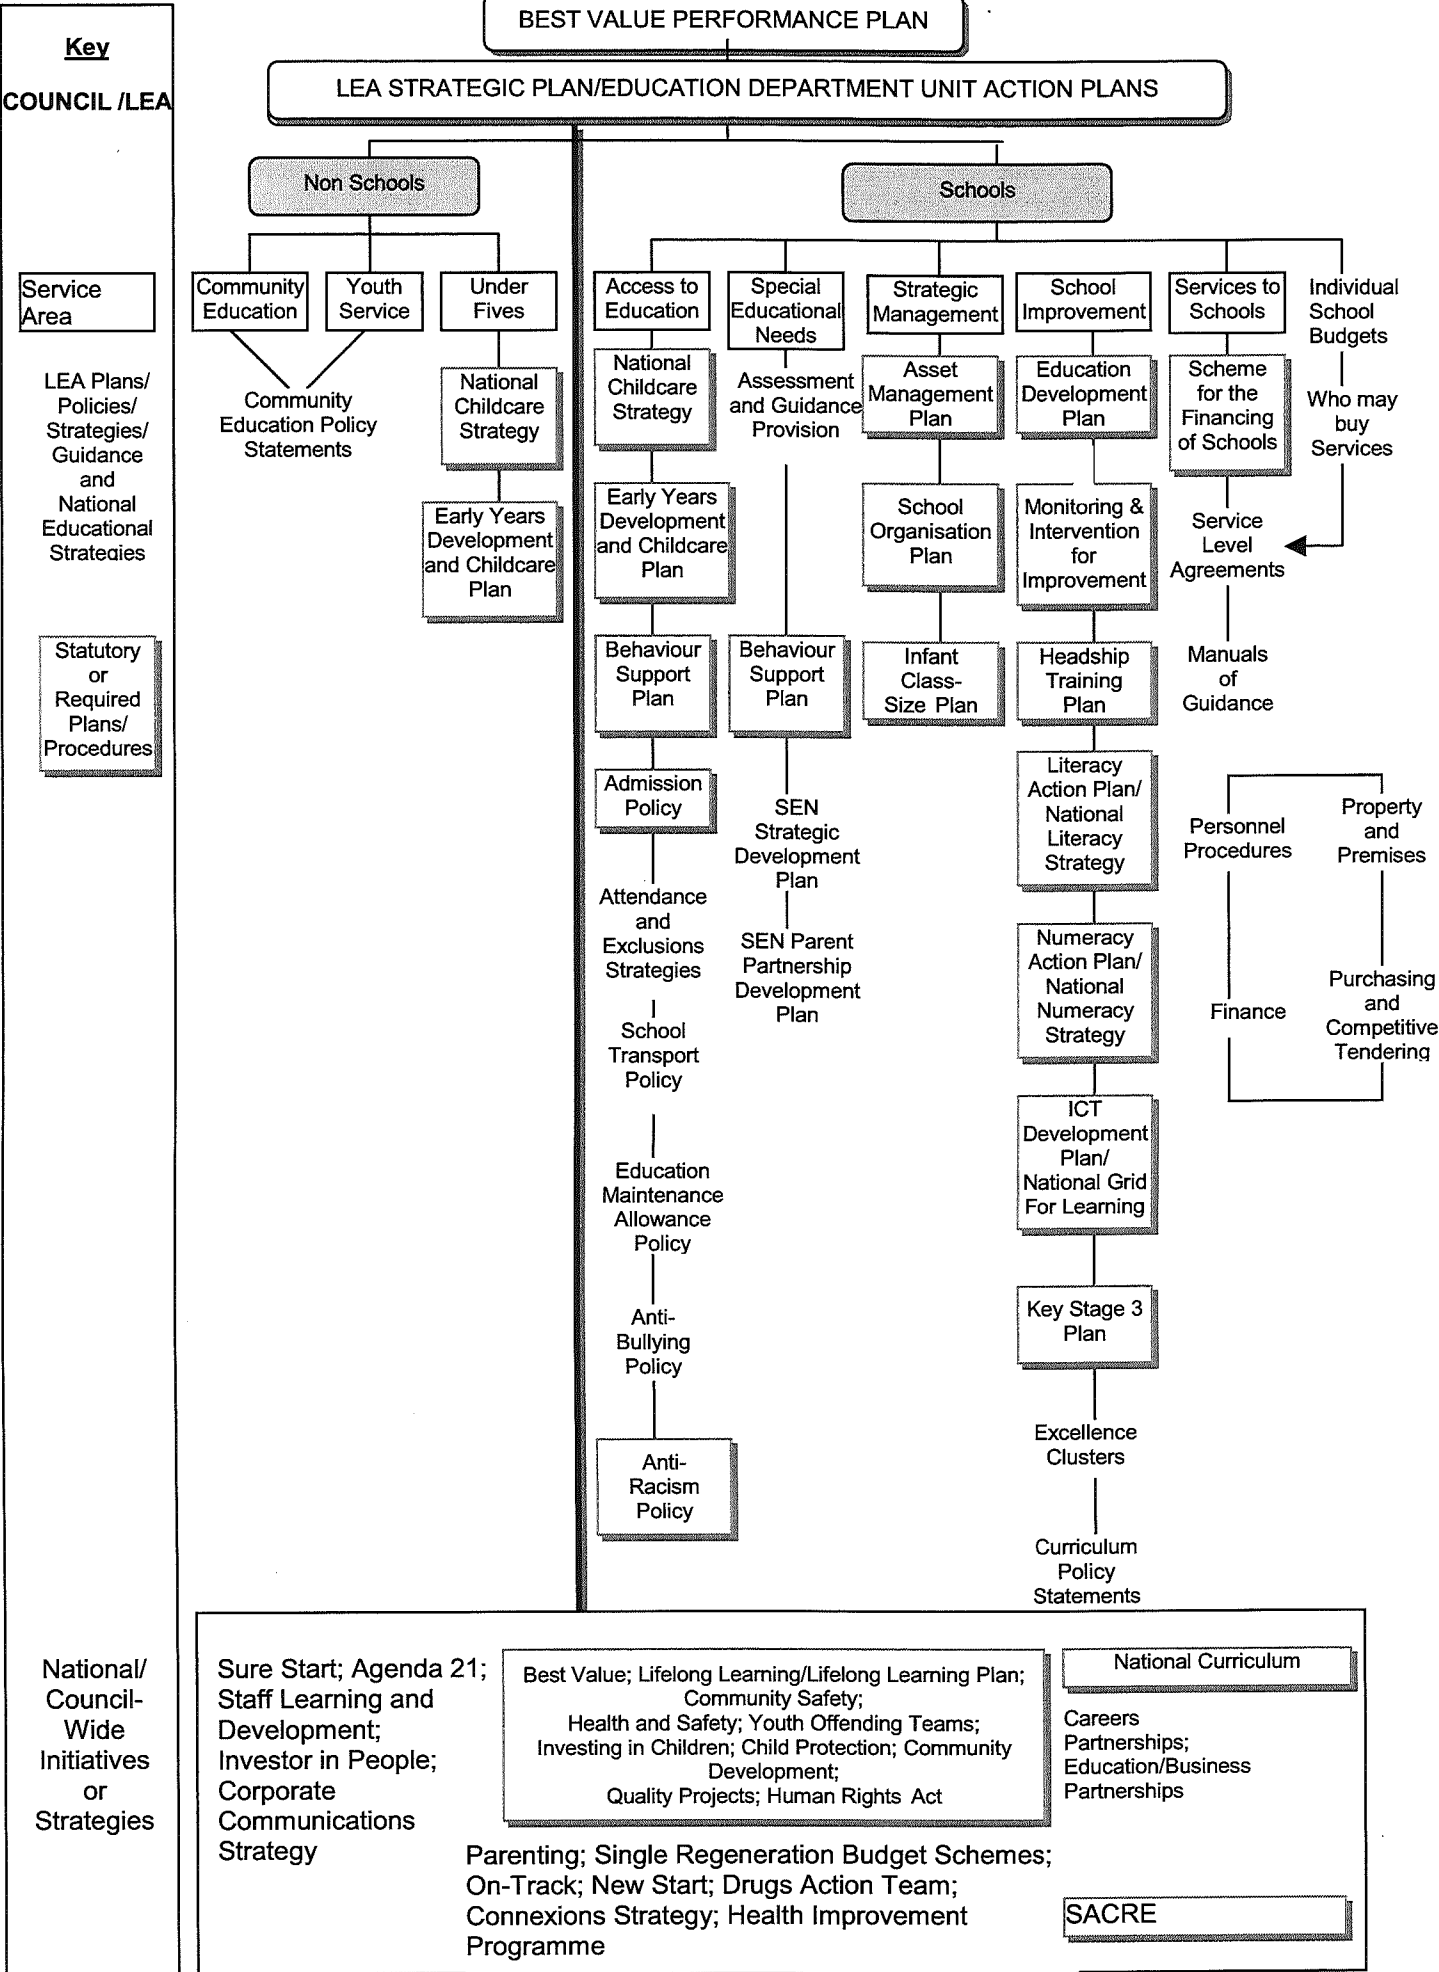 BEST VALUE PERFORMANCE PLAN
LEA STRATEGIC PLAN/EDUCATION DEPARTMENT UNIT ACTION PLANS
Key
COUNCIL /LEA
Service
Area
LEA Plans/
Policies/
Strategies/
Guidance
and
National
Educational
Strategies
Statutory
or
Required
Plans/
Procedures
National/
Council-
Wide
Initiatives
or
Strategies
Non Schools
Schools
Community
Education
Youth
Service
Community
Education Policy
Statements
Under
Fives
National
Childcare
Strategy
Early Years
Development
and Childcare
Plan
Access to
Education
National
Childcare
Strategy
Early Years
Development
and Childcare
Plan
Behaviour
Support
Plan
Admission
Policy
Attendance
and
Exclusions
Strategies
School
Transport
Policy
Education
Maintenance
Allowance
Policy
Anti-
Bullying
Policy
Anti-
Racism
Policy
Special
Educational
Needs
Assessment
and Guidance
Provision
Behaviour
Support
Plan
SEN
Strategic
Development
Plan
SEN Parent
Partnership
Development
Plan
Strategic
Management
Asset
Management
Plan
School
Organisation
Plan
Infant
Class-
Size Plan
School
Improvement
Education
Development
Plan
Monitoring &
Intervention
for
Improvement
Headship
Training
Plan
Literacy
Action Plan/
National
Literacy
Strategy
Numeracy
Action Plan/
National
Numeracy
Strategy
ICT
Development
Plan/
National Grid
For Learning
Key Stage 3
Plan
Excellence
Clusters
Curriculum
Policy
Statements
Services to
Schools
Scheme
for the
Financing
of Schools
Service
Level
Agreements
Manuals
of
Guidance
Individual
School
Budgets
Who may
buy
Services
Personnel
Procedures
Property
and
Premises
Finance
Purchasing
and
Competitive
Tendering
Sure Start; Agenda 21;
Staff Learning and
Development;
Investor in People;
Corporate
Communications
Strategy
Best Value; Lifelong Learning/Lifelong Learning Plan;
Community Safety;
Health and Safety; Youth Offending Teams;
Investing in Children; Child Protection; Community
Development;
Quality Projects; Human Rights Act
Parenting; Single Regeneration Budget Schemes;
On-Track; New Start; Drugs Action Team;
Connexions Strategy; Health Improvement
Programme
National Curriculum
Careers
Partnerships;
Education/Business
Partnerships
SACRE